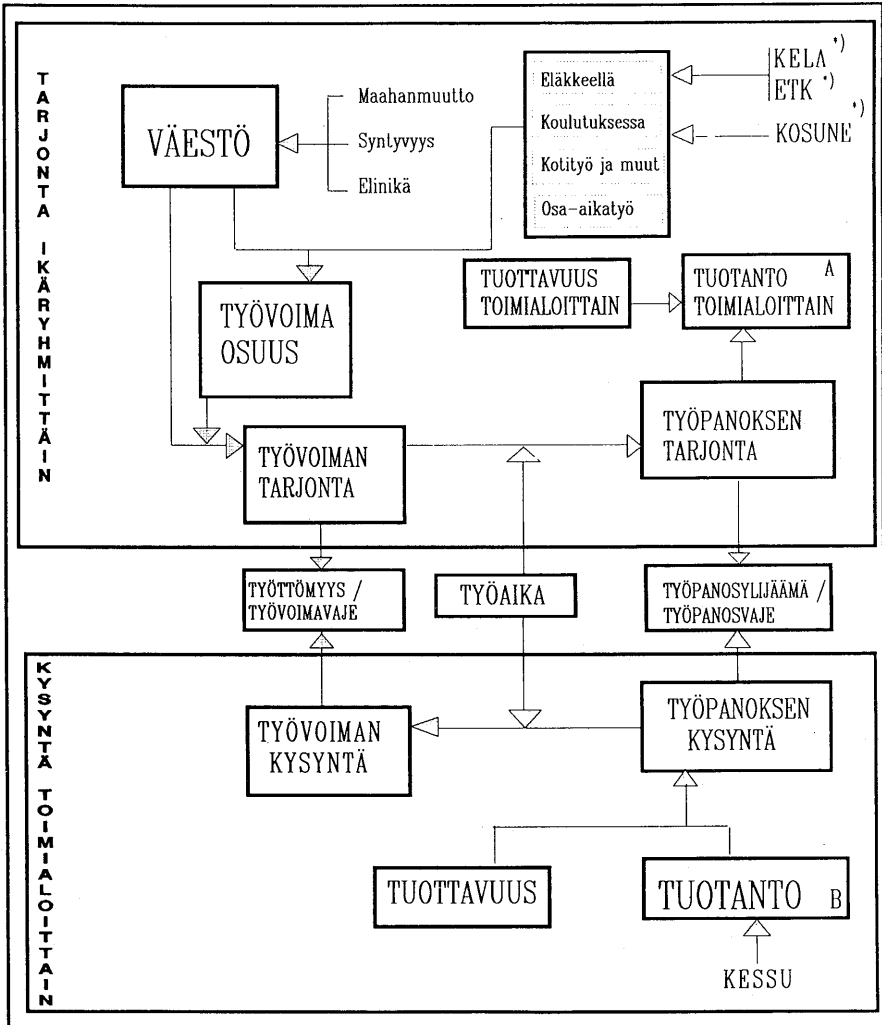 TARJONTA IKÄRYHMITTÄIN
VÄESTÖ
Maahanmuutto
Syntyvyys
Elinikä
Eläkkeellä
Koulutuksessa
Kotityö ja muut
Osa-aikatyö
KELA *)
ETK *)
KOSUNE *)
TYÖVOIMA
OSUUS
TUOTTAVUUS
TOIMIALOITTAIN
TUOTANTO A
TOIMIALOITTAIN
TYÖVOIMAN
TARJONTA
TYÖPANOKSEN
TARJONTA
TYÖTTÖMYYS /
TYÖVOIMAVAJE
TYÖAIKA
TYÖPANOSYLIJÄÄMÄ /
TYÖPANOSVAJE
KYSYNTÄ TOIMIALOITTAIN
TYÖVOIMAN
KYSYNTÄ
TYÖPANOKSEN
KYSYNTÄ
TUOTTAVUUS
TUOTANTO B
KESSU